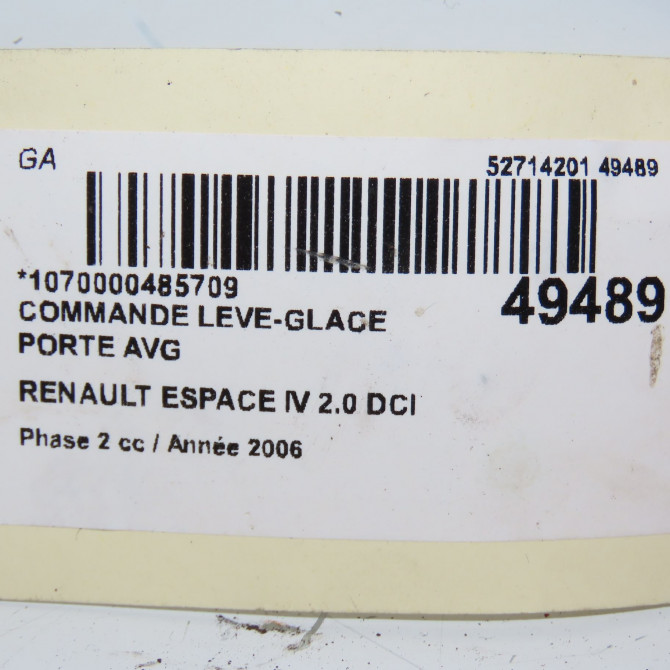 GA
52714201 49489
*1070000485709
49489
COMMANDE LEVE-GLACE
PORTE AVG
RENAULT ESPACE IV 2.0 DCI
Phase 2 cc / Année 2006